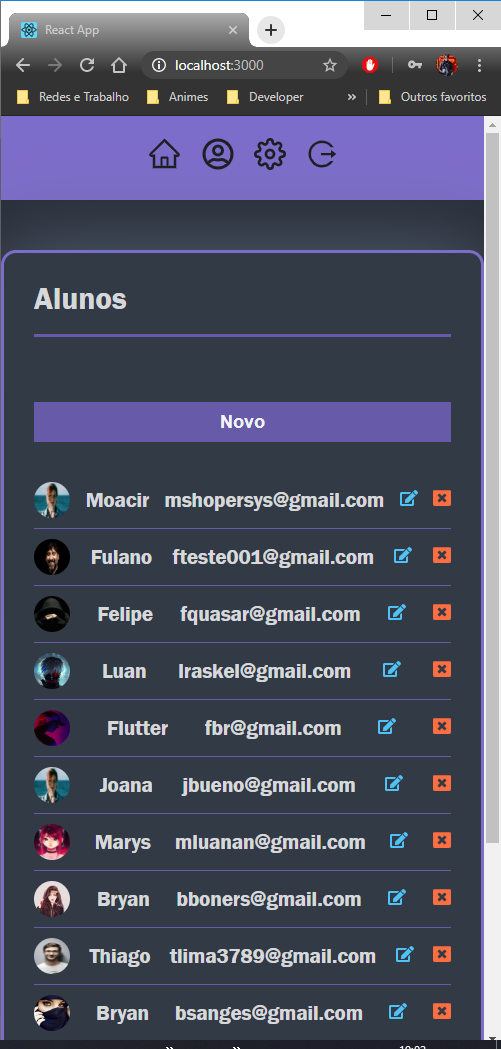 React App
localhost:3000
Redes e Trabalho Animes Developer » Outros favoritos
Alunos
Novo
Moacir mshopersys@gmail.com
Fulano fteste001@gmail.com
Felipe fquasar@gmail.com
Luan lraskel@gmail.com
Flutter fbr@gmail.com
Joana jbueno@gmail.com
Marys mluanan@gmail.com
Bryan bboners@gmail.com
Thiago tlima3789@gmail.com
Bryan bsanges@gmail.com